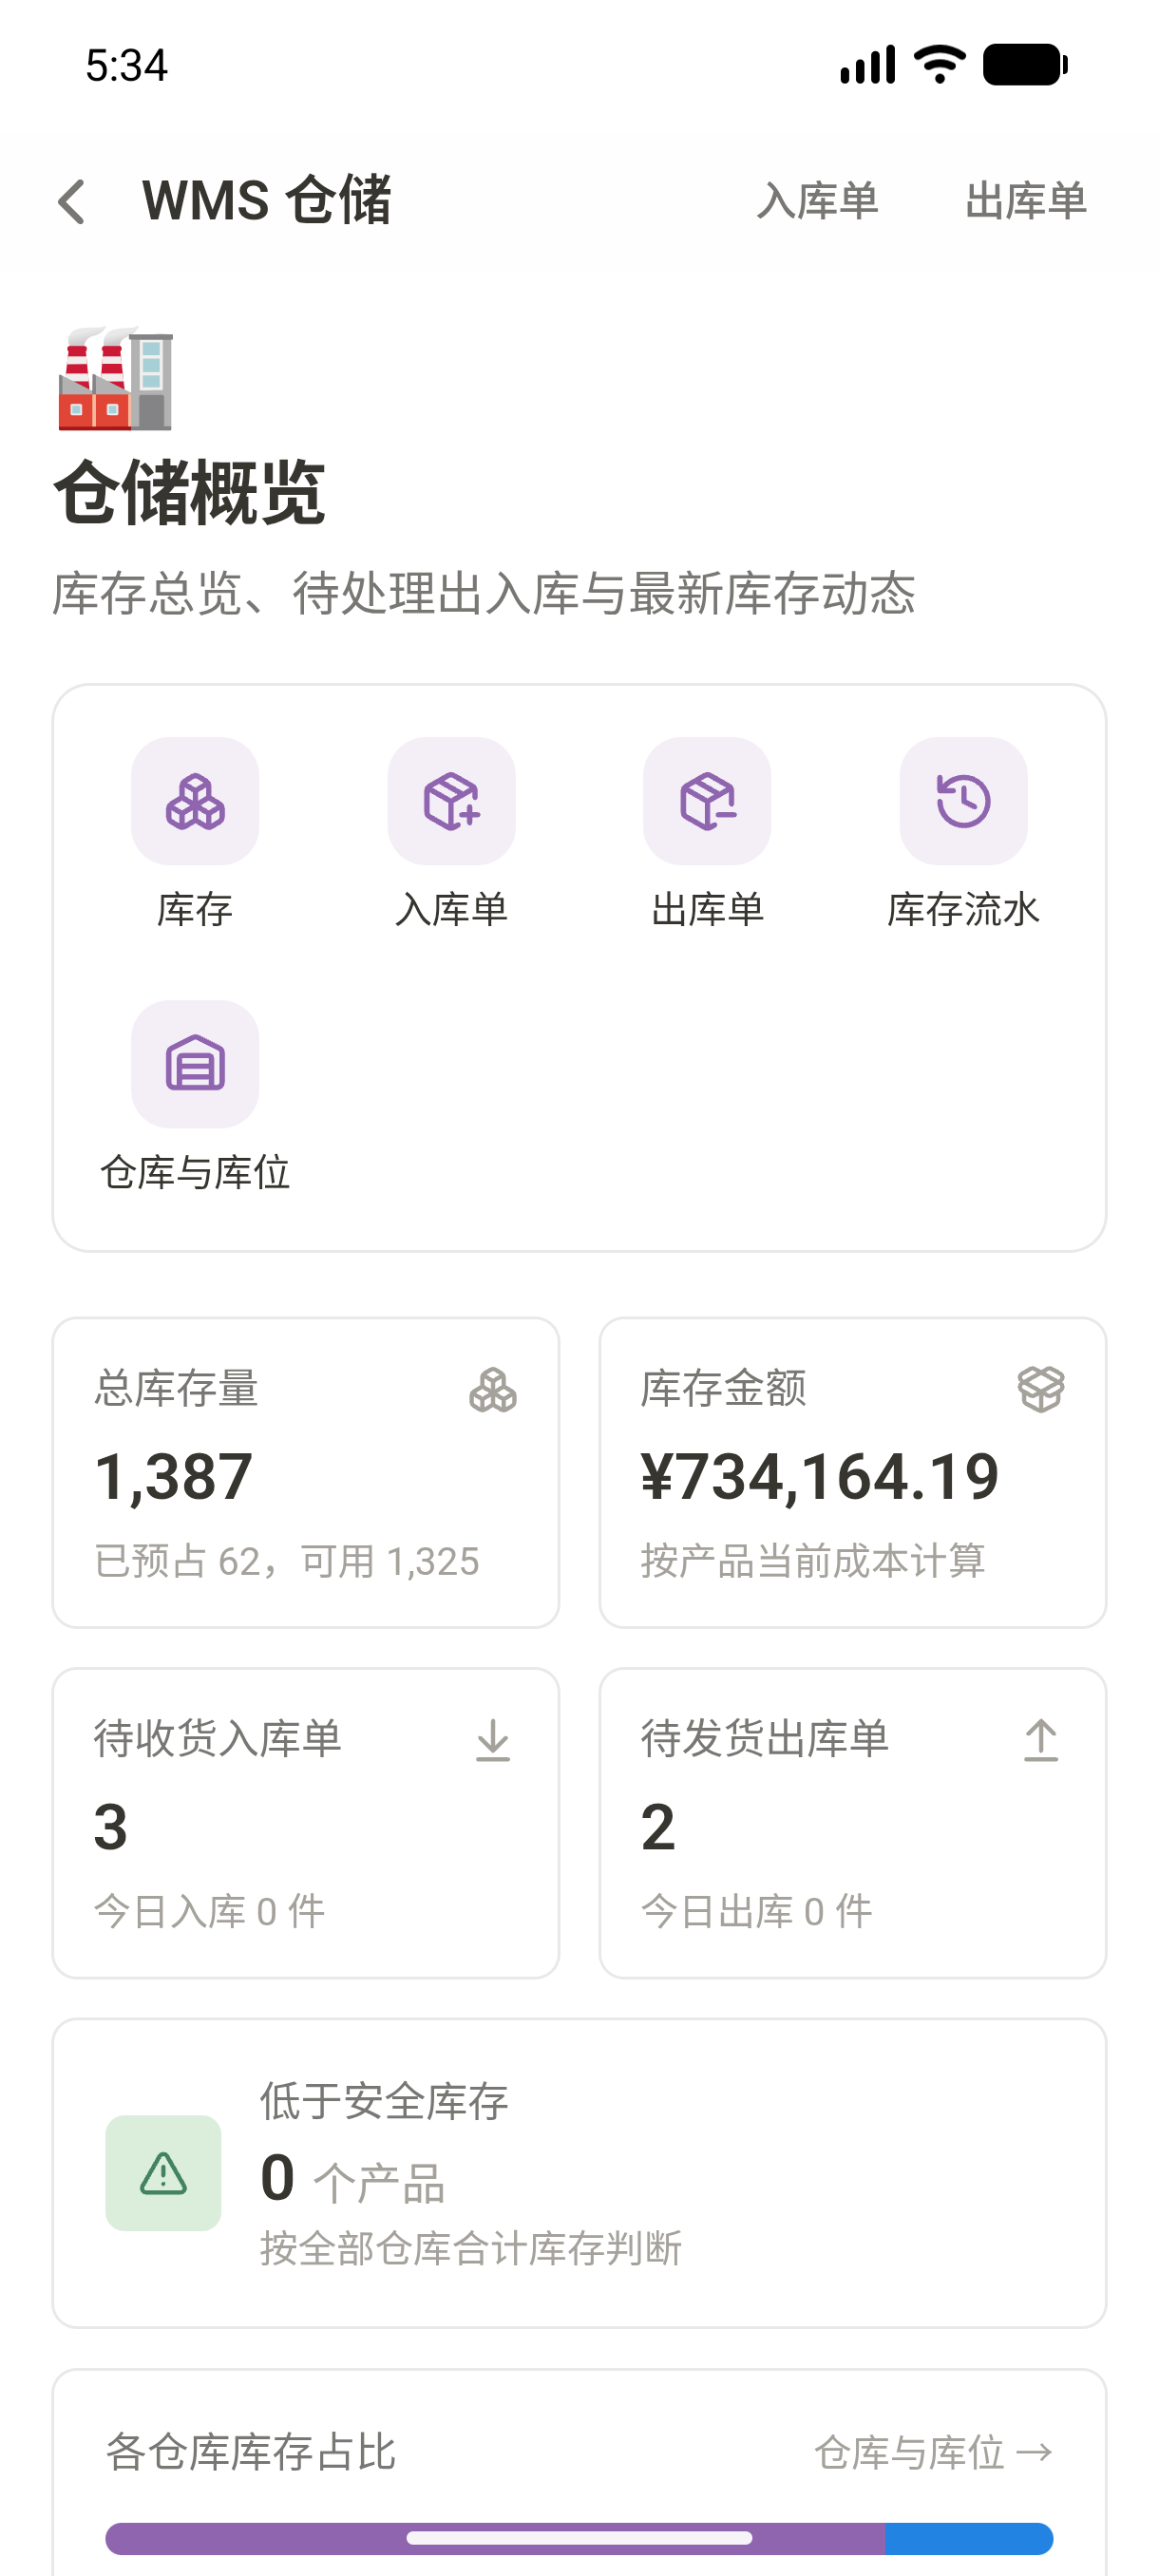 5:34
WMS 仓储
入库单
出库单
仓储概览
库存总览、待处理出入库与最新库存动态
库存
入库单
出库单
库存流水
仓库与库位
总库存量
1,387
已预占 62，可用 1,325
库存金额
¥734,164.19
按产品当前成本计算
待收货入库单
3
今日入库 0 件
待发货出库单
2
今日出库 0 件
低于安全库存
0 个产品
按全部仓库合计库存判断
各仓库库存占比
仓库与库位 →